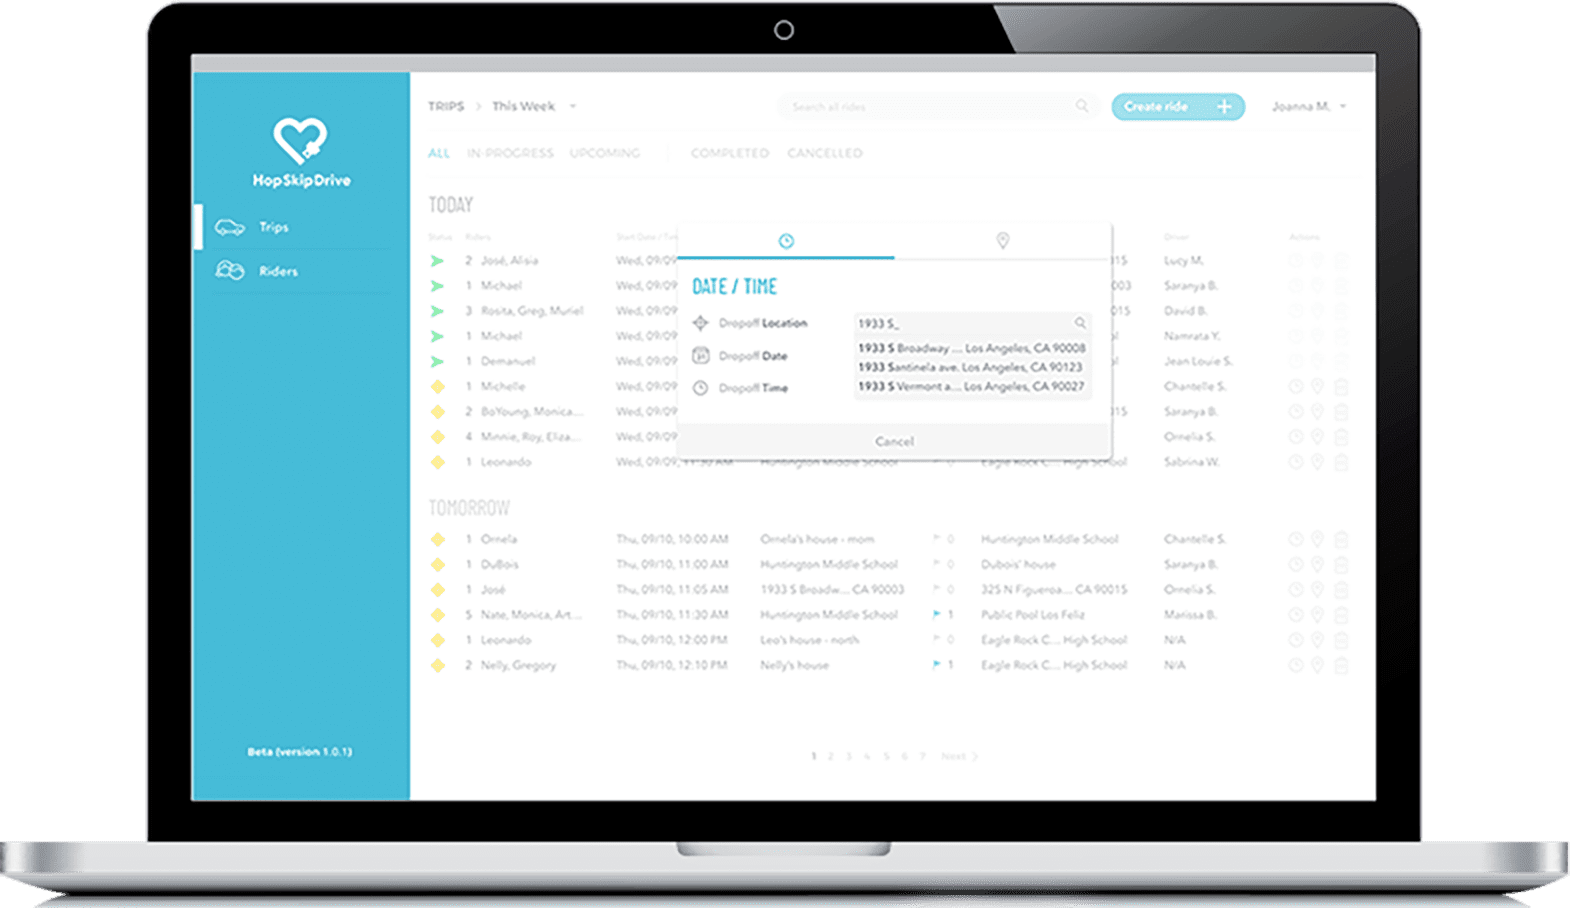 HopSkipDrive
Trips
Riders
Beta (version 1.0.1)
TRIPS > This Week
Search all rides
Create ride +
Joanna M.
ALL IN-PROGRESS UPCOMING COMPLETED CANCELLED
TODAY
Status Riders Start Date / Tim Driver Actions
2 José, Alisia Wed, 09/09 015 Lucy M.
1 Michael Wed, 09/09 003 Saranya B.
3 Rosita, Greg, Muriel Wed, 09/09 015 David B.
1 Michael Wed, 09/09 Namrata Y.
1 Demanuel Wed, 09/09 Jean Louie S.
1 Michelle Wed, 09/09 Chantelle S.
2 BoYoung, Monica... Wed, 09/09 015 Saranya B.
4 Minnie, Roy, Eliza... Wed, 09/09 Ornelia S.
1 Leonardo Wed, 09/09, 11:30 AM Huntington Middle School Eagle Rock C... High School Sabrina W.
DATE / TIME
Dropoff Location
1933 S_
1933 S Broadway .... Los Angeles, CA 90008
1933 Santinela ave. Los Angeles, CA 90123
1933 S Vermont a.... Los Angeles, CA 90027
Dropoff Date
Dropoff Time
Cancel
TOMORROW
1 Ornela Thu, 09/10, 10:00 AM Ornela's house - mom 0 Huntington Middle School Chantelle S.
1 DuBois Thu, 09/10, 11:00 AM Huntington Middle School 0 Dubois' house Saranya B.
1 José Thu, 09/10, 11:05 AM 1933 S Broadw... CA 90003 0 325 N Figueroa.... CA 90015 Ornelia S.
5 Nate, Monica, Art... Thu, 09/10, 11:30 AM Huntington Middle School 1 Public Pool Los Feliz Marissa B.
1 Leonardo Thu, 09/10, 12:00 PM Leo's house - north 0 Eagle Rock C... High School N/A
2 Nelly, Gregory Thu, 09/10, 12:10 PM Nelly's house 1 Eagle Rock C... High School N/A
1 2 3 4 5 6 7 Next >